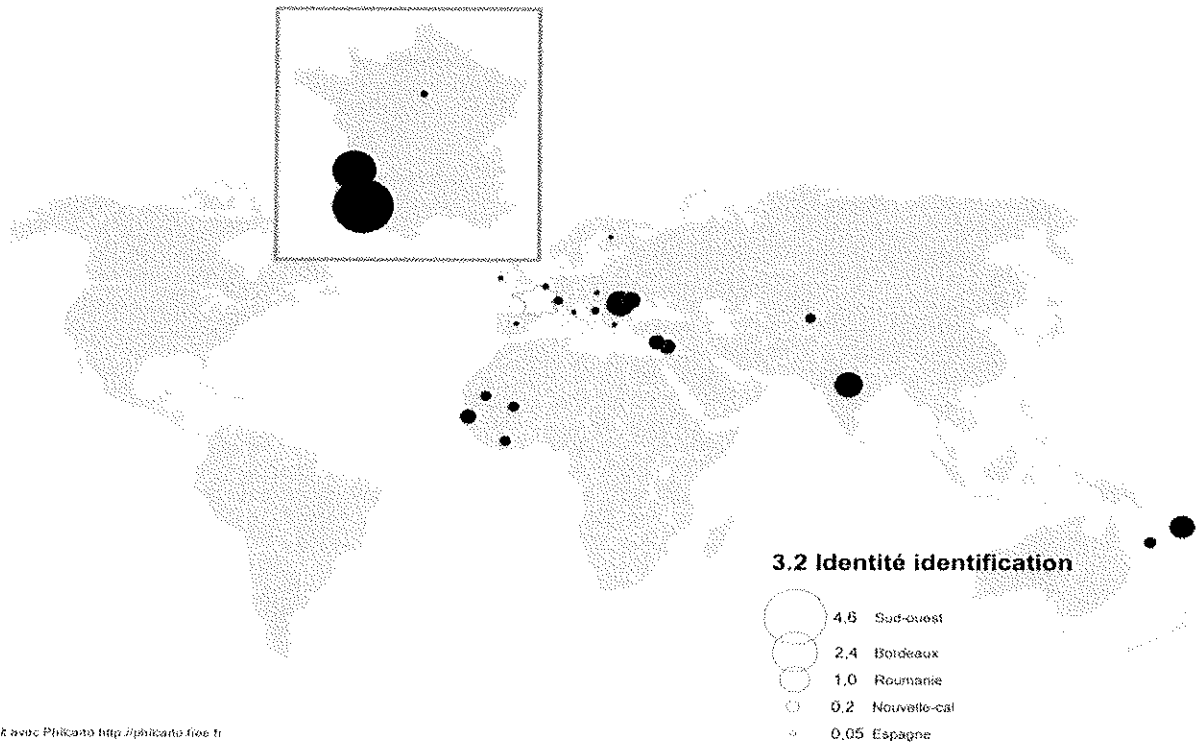 3.2 Identité identification
4,6 Sud-ouest
2,4 Bordeaux
1,0 Roumanie
0,2 Nouvelle-cal
0,05 Espagne
avec Philcarto http://philcarto.free.fr